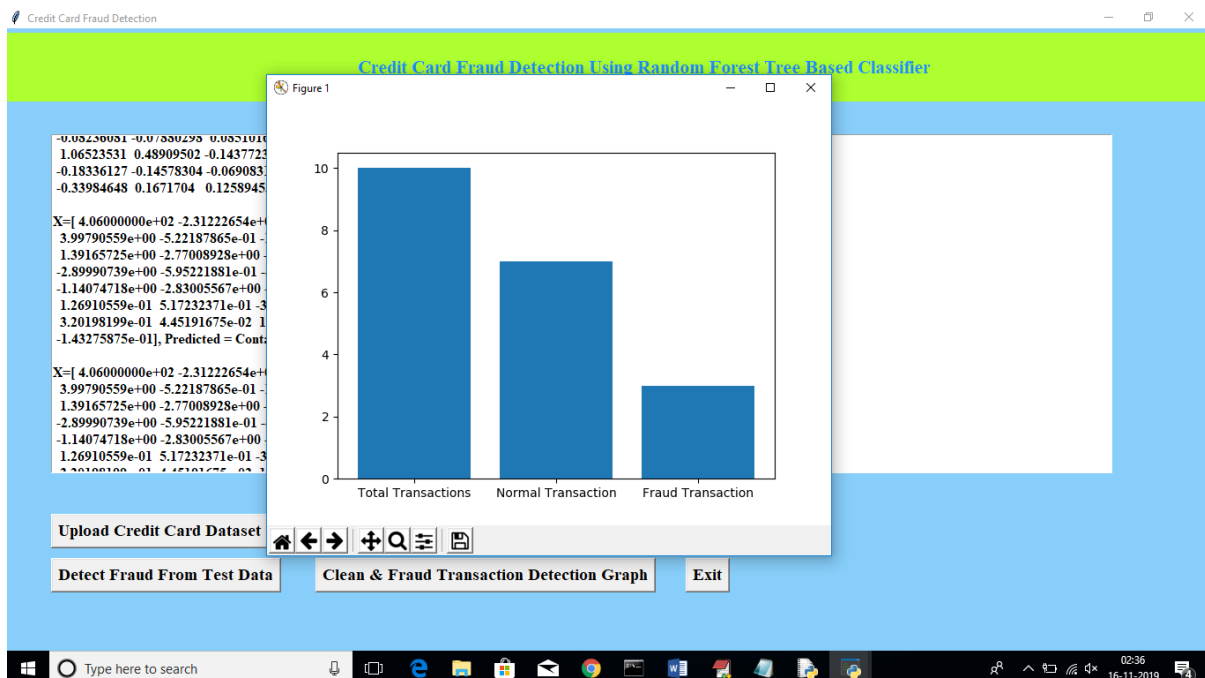 Credit Card Fraud Detection
Credit Card Fraud Detection Using Random Forest Tree Based Classifier
Figure 1
-0.08236081 -0.07880298 0.0851016
1.06523531 0.48909502 -0.1437723
-0.18336127 -0.14578304 -0.069083
-0.33984648 0.1671704 0.1258945
X=[ 4.06000000e+02 -2.31222654e+
3.99790559e+00 -5.22187865e-01 -
1.39165725e+00 -2.77008928e+00 -
-2.89990739e+00 -5.95221881e-01 -
-1.14074718e+00 -2.83005567e+00 -
1.26910559e-01 5.17232371e-01 -3
3.20198199e-01 4.45191675e-02 1
-1.43275875e-01], Predicted = Conta
X=[ 4.06000000e+02 -2.31222654e+
3.99790559e+00 -5.22187865e-01 -
1.39165725e+00 -2.77008928e+00 -
-2.89990739e+00 -5.95221881e-01 -
-1.14074718e+00 -2.83005567e+00 -
1.26910559e-01 5.17232371e-01 -3
10
8
6
4
2
0
Total Transactions Normal Transaction Fraud Transaction
Upload Credit Card Dataset
Detect Fraud From Test Data Clean & Fraud Transaction Detection Graph Exit
Type here to search
02:36
16-11-2019
4